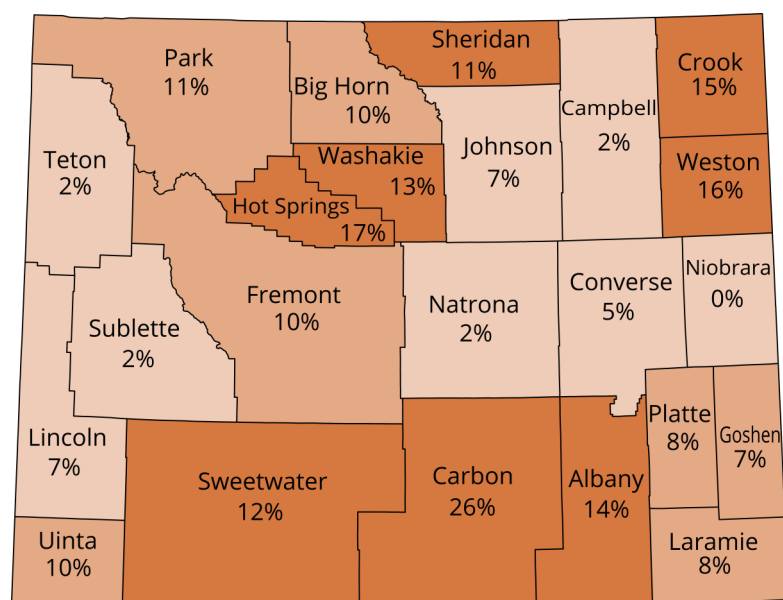 Park
11%
Sheridan
11%
Big Horn
10%
Crook
15%
Campbell
2%
Teton
2%
Washakie
13%
Johnson
7%
Weston
16%
Hot Springs
17%
Fremont
10%
Natrona
2%
Converse
5%
Niobrara
0%
Sublette
2%
Lincoln
7%
Sweetwater
12%
Carbon
26%
Albany
14%
Platte
8%
Goshen
7%
Uinta
10%
Laramie
8%